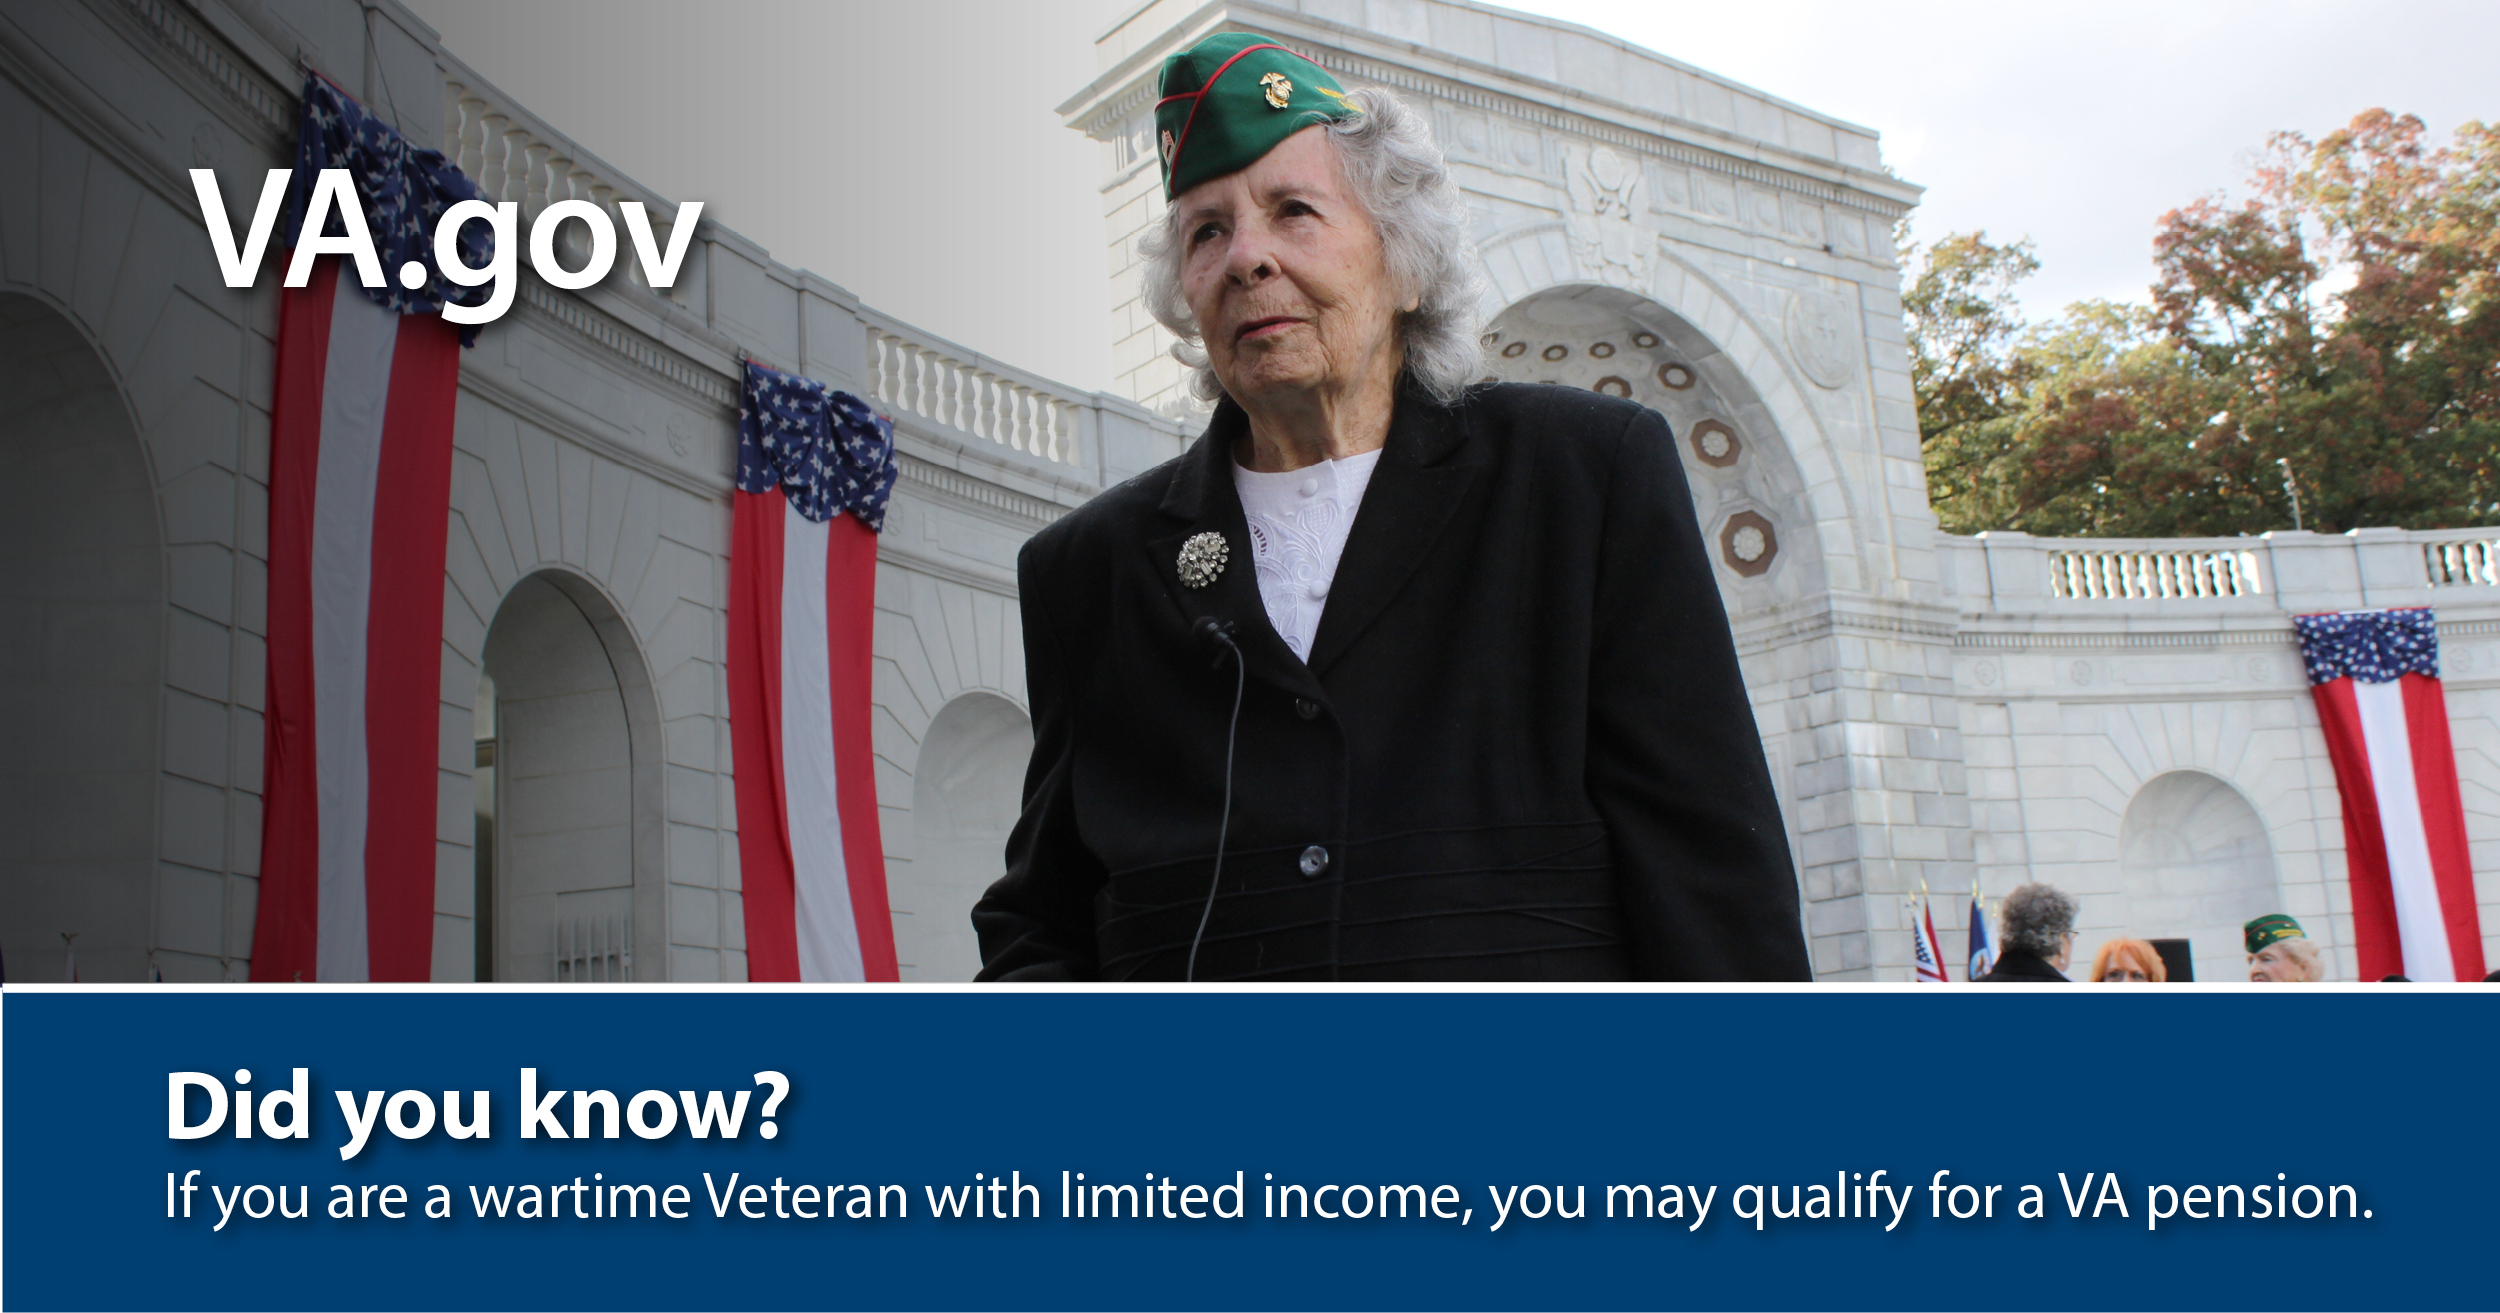 VA.gov
Did you know?
If you are a wartime Veteran with limited income, you may qualify for a VA pension.